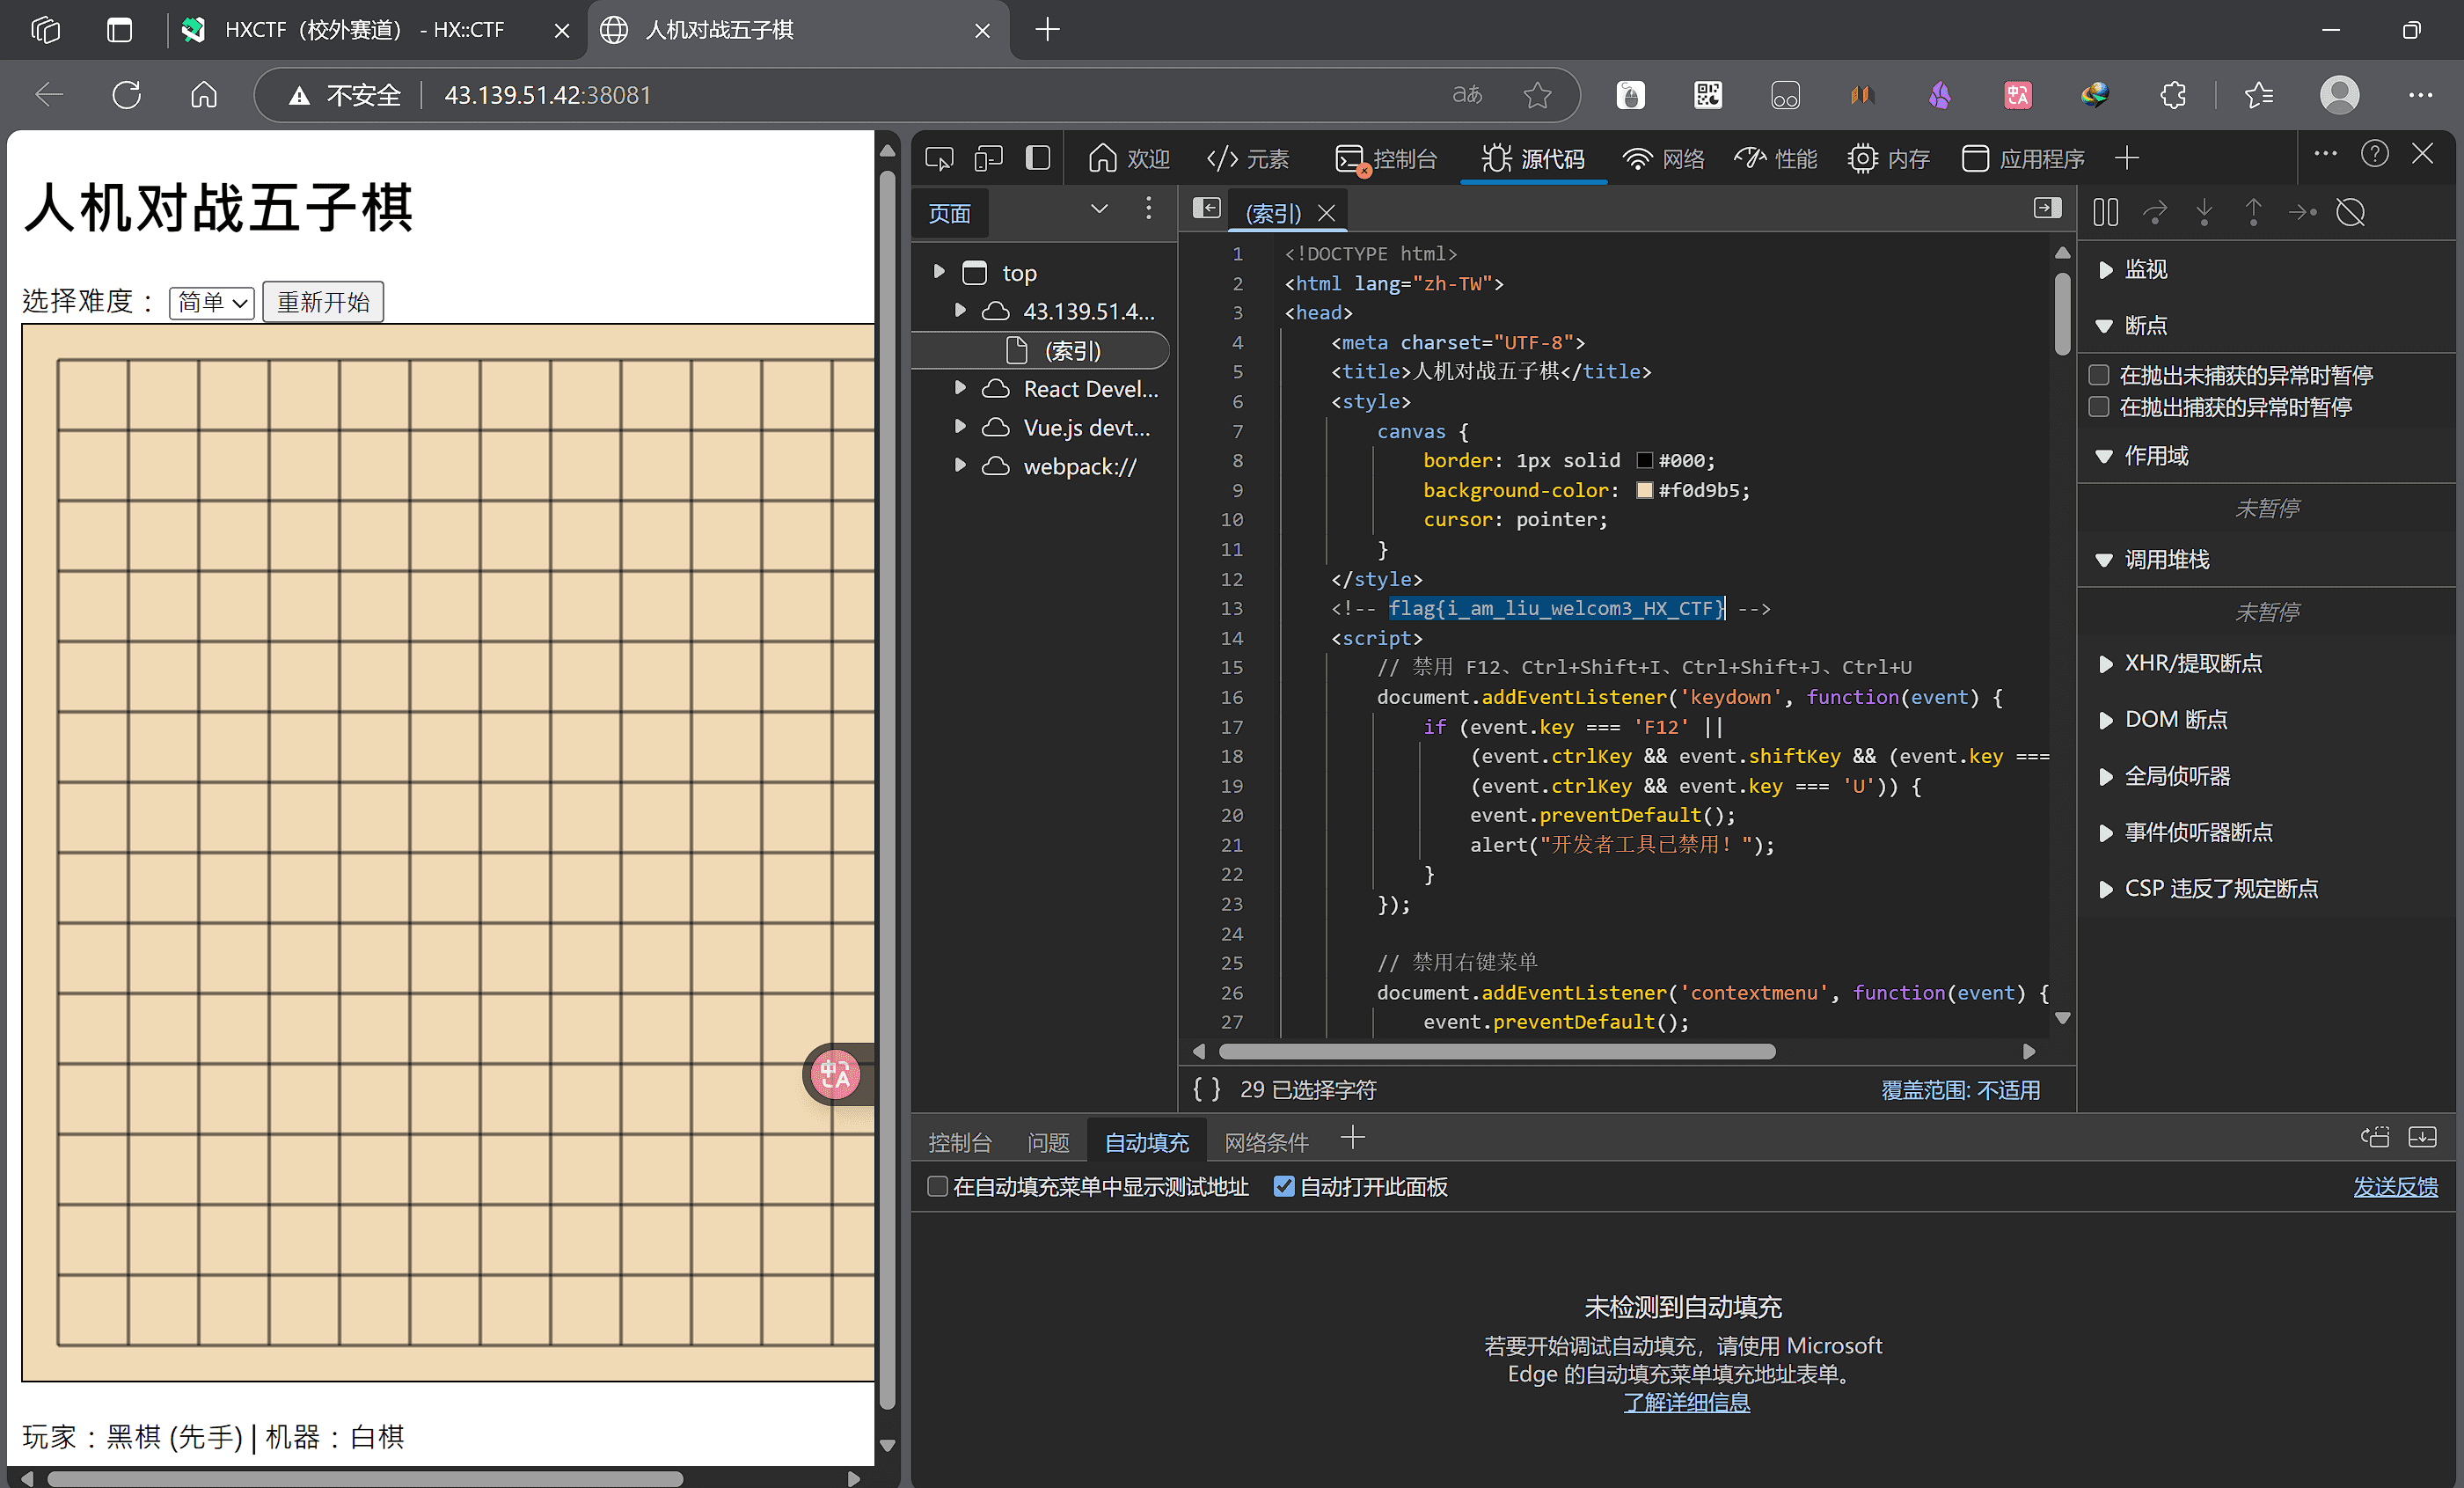 HXCTF（校外赛道） - HX::CTF
人机对战五子棋
不安全
43.139.51.42:38081
aあ
人机对战五子棋
选择难度：
简单
重新开始
玩家：黑棋 (先手) | 机器：白棋
欢迎
元素
控制台
源代码
网络
性能
内存
应用程序
页面
(索引)
top
43.139.51.4...
(索引)
React Devel...
Vue.js devt...
webpack://
1 <!DOCTYPE html>
2 <html lang="zh-TW">
3 <head>
4 <meta charset="UTF-8">
5 <title>人机对战五子棋</title>
6 <style>
7 canvas {
8 border: 1px solid #000;
9 background-color: #f0d9b5;
10 cursor: pointer;
11 }
12 </style>
13 <!-- flag{i_am_liu_welcom3_HX_CTF} -->
14 <script>
15 // 禁用 F12、Ctrl+Shift+I、Ctrl+Shift+J、Ctrl+U
16 document.addEventListener('keydown', function(event) {
17 if (event.key === 'F12' ||
18 (event.ctrlKey && event.shiftKey && (event.key ===
19 (event.ctrlKey && event.key === 'U')) {
20 event.preventDefault();
21 alert("开发者工具已禁用！");
22 }
23 });
24
25 // 禁用右键菜单
26 document.addEventListener('contextmenu', function(event) {
27 event.preventDefault();
{ } 29 已选择字符
覆盖范围: 不适用
监视
断点
在抛出未捕获的异常时暂停
在抛出捕获的异常时暂停
作用域
未暂停
调用堆栈
未暂停
XHR/提取断点
DOM 断点
全局侦听器
事件侦听器断点
CSP 违反了规定断点
控制台
问题
自动填充
网络条件
在自动填充菜单中显示测试地址
自动打开此面板
发送反馈
未检测到自动填充
若要开始调试自动填充，请使用 Microsoft
Edge 的自动填充菜单填充地址表单。
了解详细信息
中A